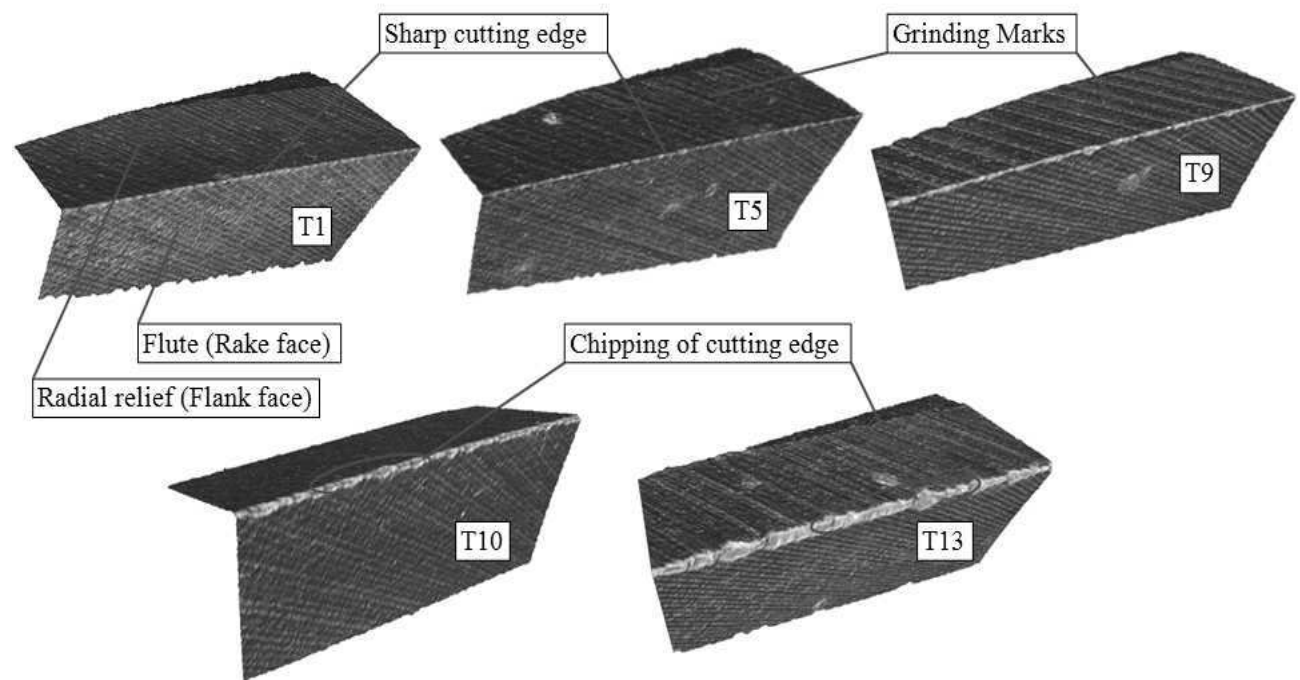 Sharp cutting edge
Grinding Marks
T1
T5
T9
Flute (Rake face)
Radial relief (Flank face)
Chipping of cutting edge
T10
T13